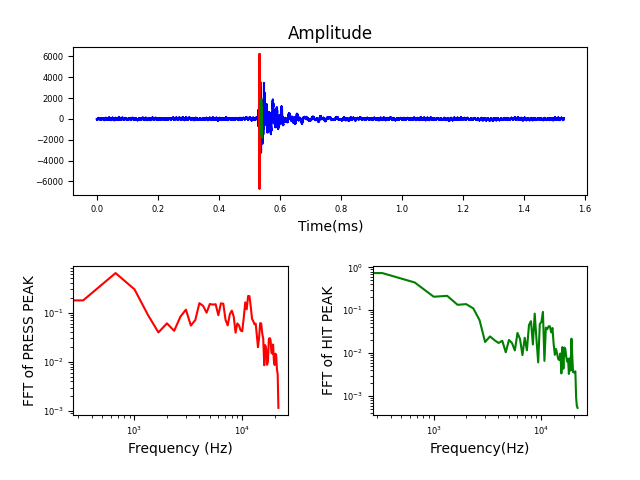 Amplitude
6000
4000
2000
0
−2000
−4000
−6000
0.0 0.2 0.4 0.6 0.8 1.0 1.2 1.4 1.6
Time(ms)
FFT of PRESS PEAK
10⁻¹
10⁻²
10⁻³
10³ 10⁴
Frequency (Hz)
FFT of HIT PEAK
10⁰
10⁻¹
10⁻²
10⁻³
10³ 10⁴
Frequency(Hz)